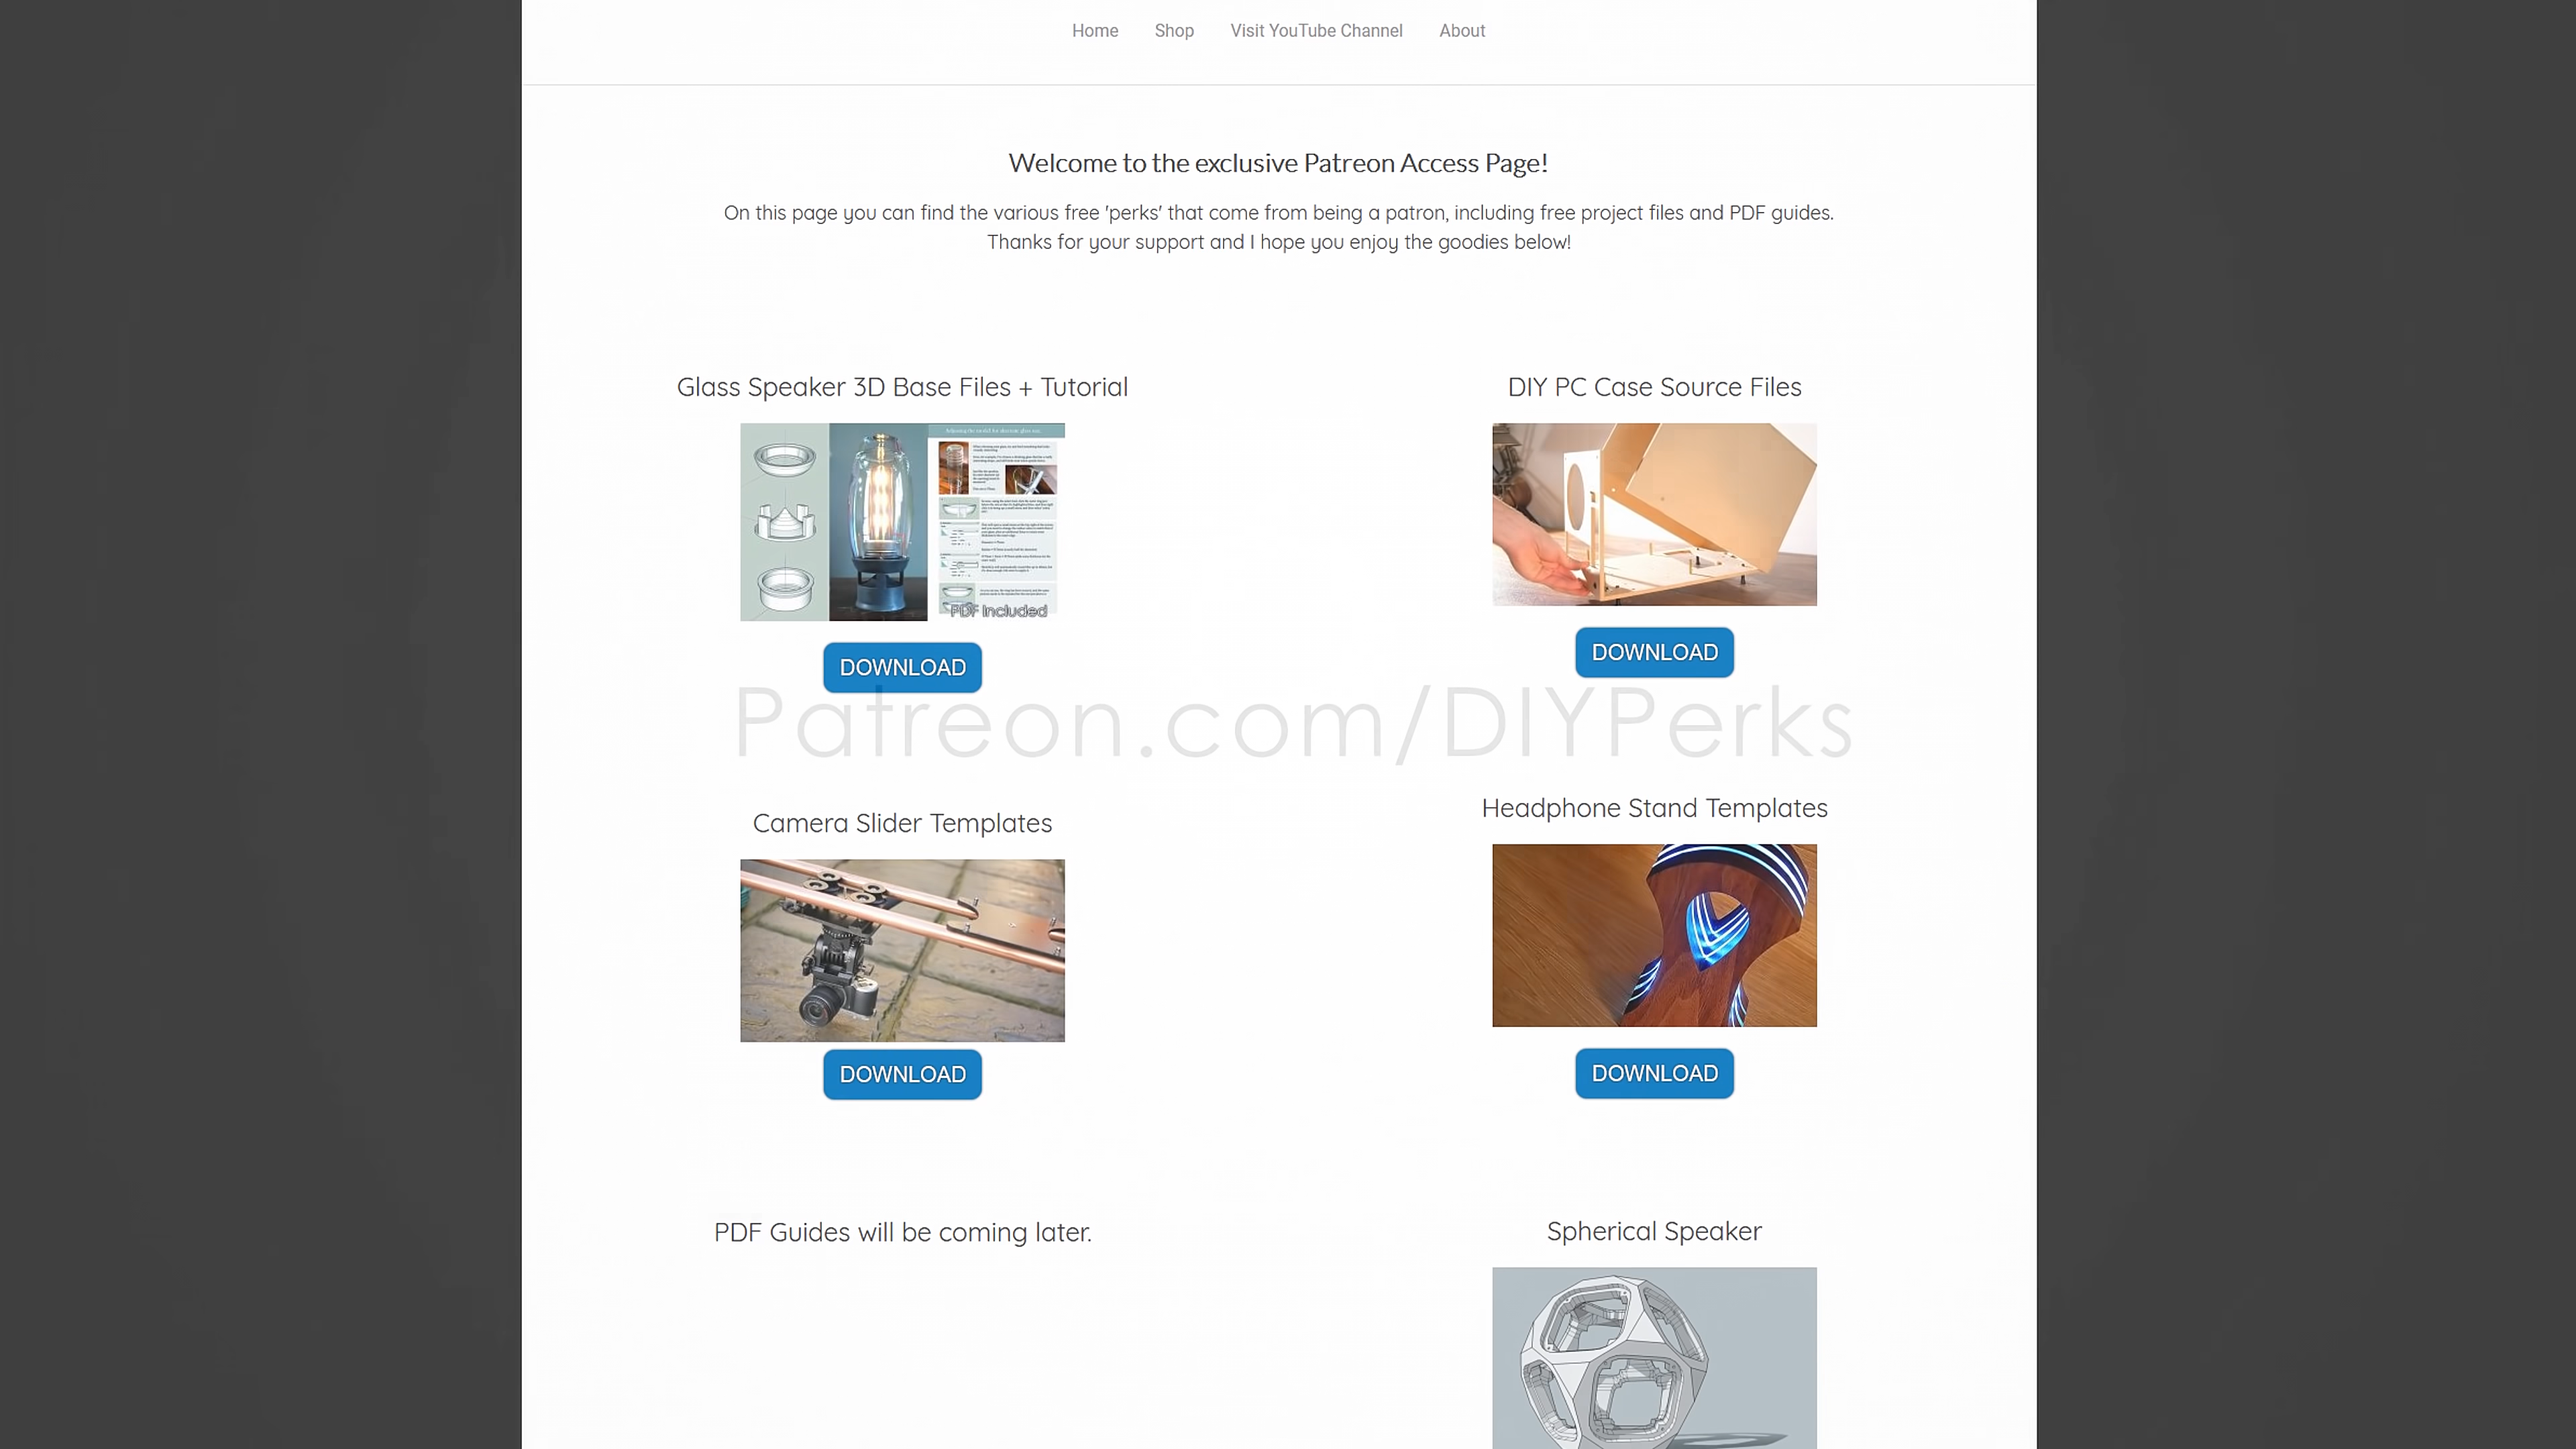 Home Shop Visit YouTube Channel About
Welcome to the exclusive Patreon Access Page!
On this page you can find the various free 'perks' that come from being a patron, including free project files and PDF guides.
Thanks for your support and I hope you enjoy the goodies below!
Glass Speaker 3D Base Files + Tutorial
PDF Included
DOWNLOAD
DIY PC Case Source Files
DOWNLOAD
Patreon.com/DIYPerks
Camera Slider Templates
DOWNLOAD
Headphone Stand Templates
DOWNLOAD
PDF Guides will be coming later.
Spherical Speaker